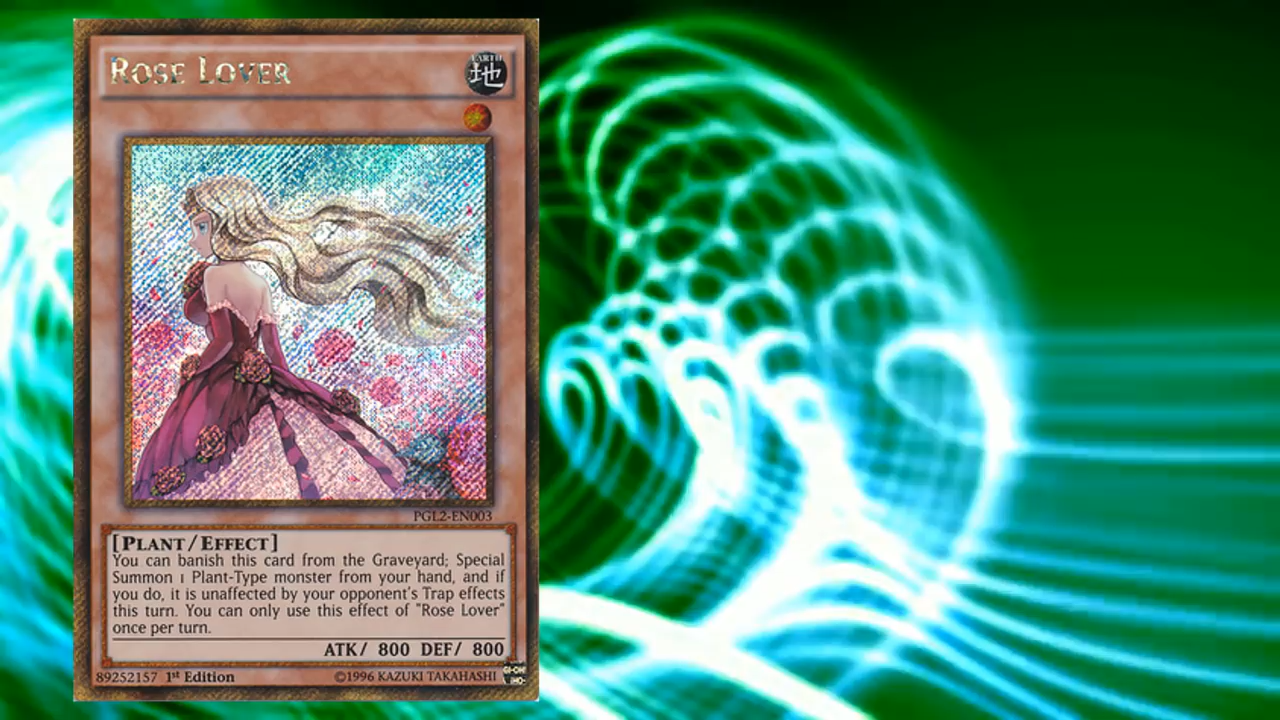 Rose Lover
EARTH
地
PGL2-EN003
[Plant/Effect]
You can banish this card from the Graveyard; Special
Summon 1 Plant-Type monster from your hand, and if
you do, it is unaffected by your opponent's Trap effects
this turn. You can only use this effect of "Rose Lover"
once per turn.
ATK/ 800 DEF/ 800
89252157 1st Edition ©1996 KAZUKI TAKAHASHI